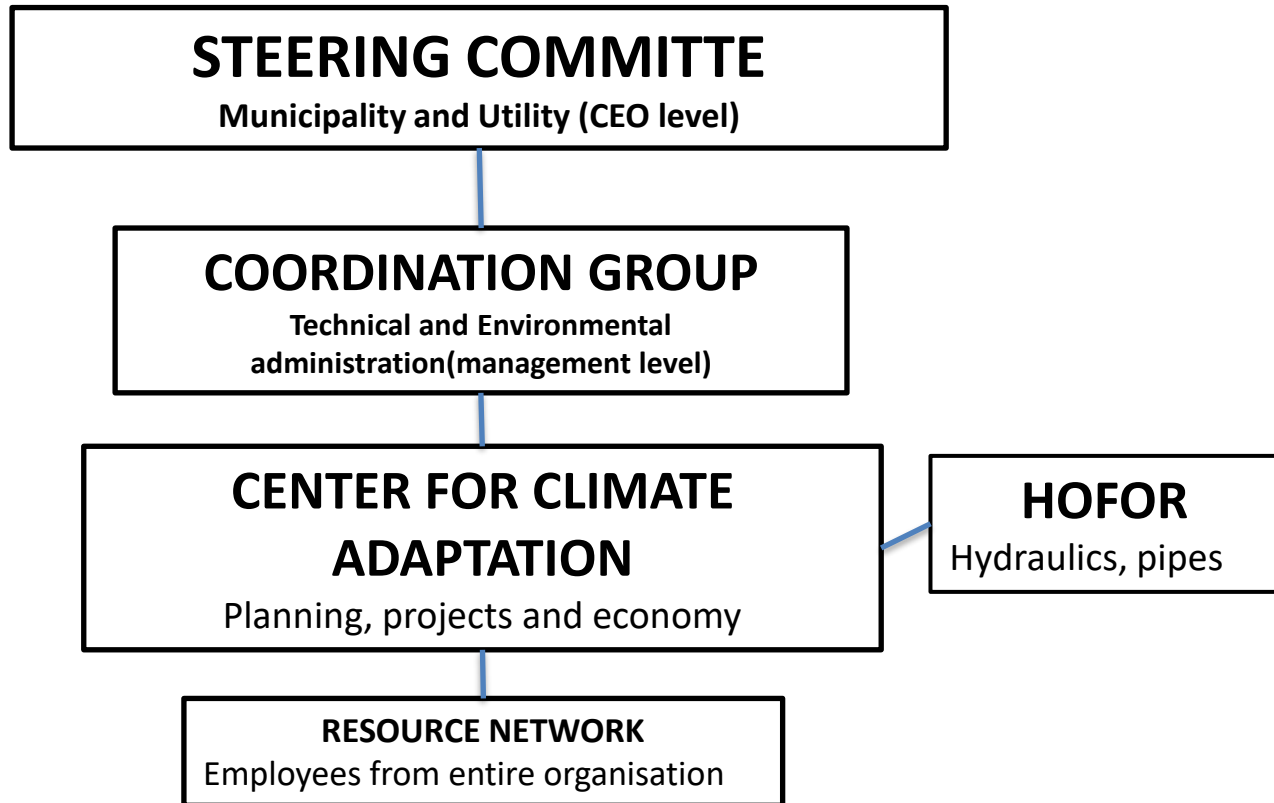 STEERING COMMITTE
Municipality and Utility (CEO level)
COORDINATION GROUP
Technical and Environmental
administration(management level)
CENTER FOR CLIMATE
ADAPTATION
Planning, projects and economy
HOFOR
Hydraulics, pipes
RESOURCE NETWORK
Employees from entire organisation